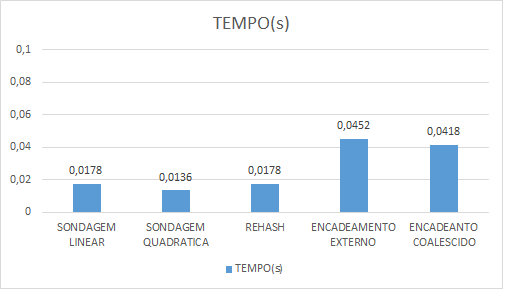 TEMPO(s)
0,1
0,08
0,06
0,04
0,02
0
0,0178
0,0136
0,0178
0,0452
0,0418
SONDAGEM
LINEAR
SONDAGEM
QUADRATICA
REHASH
ENCADEAMENTO
EXTERNO
ENCADEANTO
COALESCIDO
TEMPO(s)